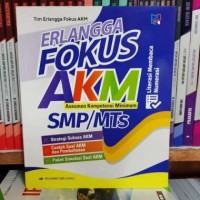 Tim Erlangga Fokus AKM
ERLANGGA
FOKUS
AKM
Asesmen Kompetensi Minimum
SMP/MTs
Literasi Membaca
Numerasi
Strategi Sukses AKM
Contoh Soal AKM
dan Pembahasan
Paket Simulasi Soal AKM